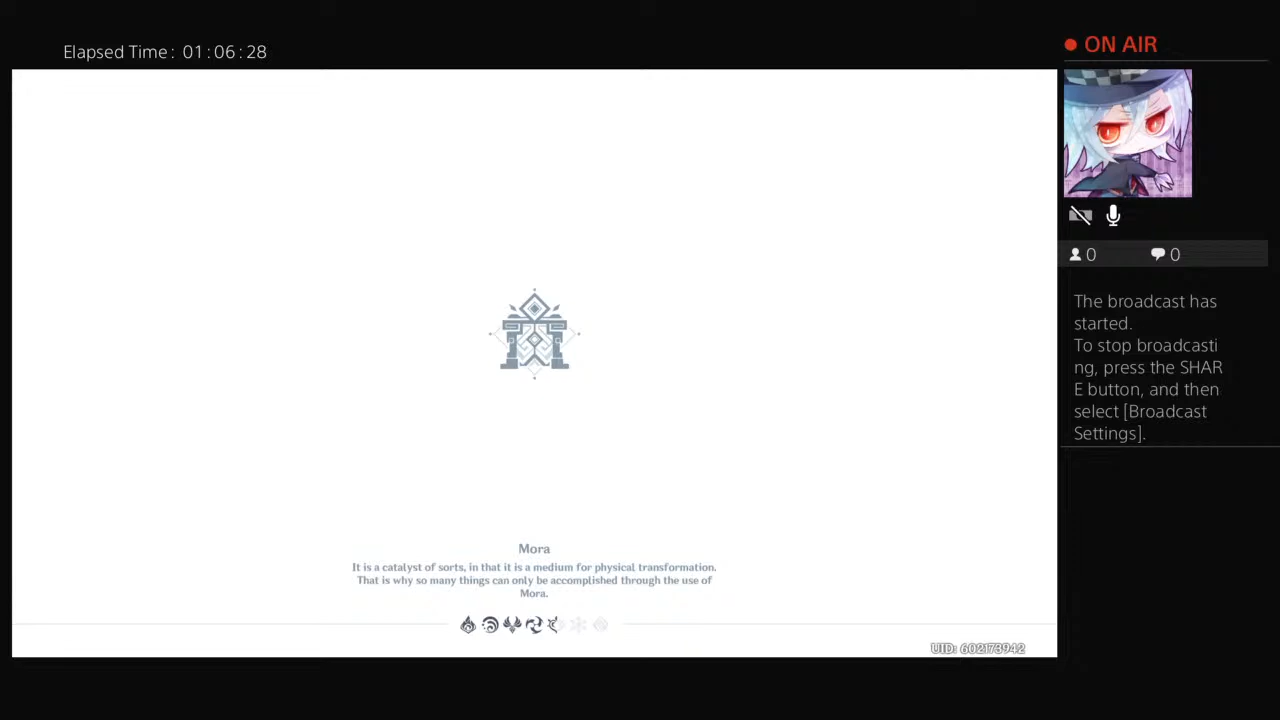 Elapsed Time: 01:06:28
ON AIR
0 0
The broadcast has
started.
To stop broadcasti
ng, press the SHAR
E button, and then
select [Broadcast
Settings].
Mora
It is a catalyst of sorts, in that it is a medium for physical transformation.
That is why so many things can only be accomplished through the use of
Mora.
UID: 602173942